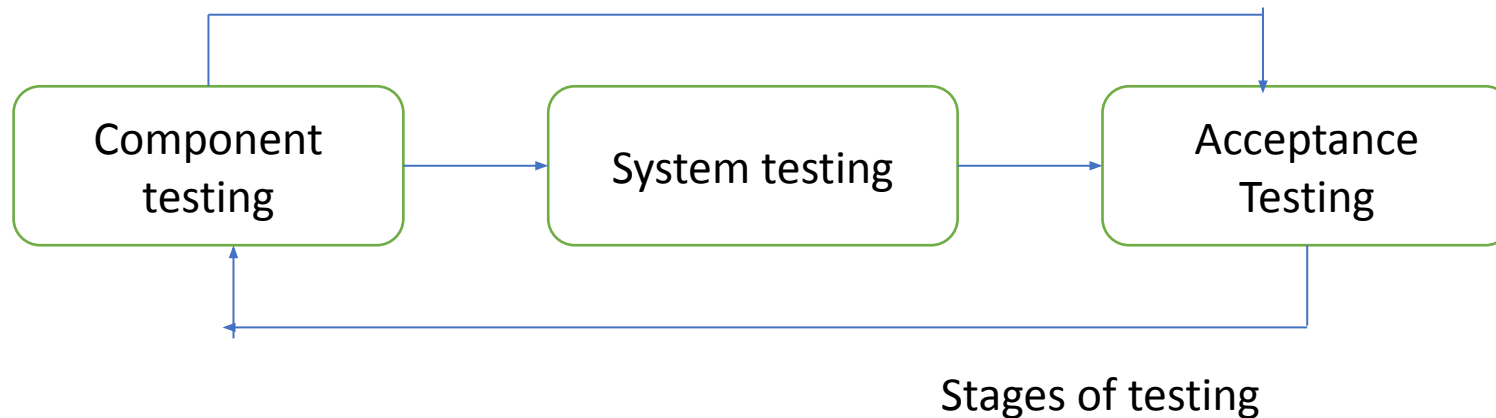 Component
testing
System testing
Acceptance
Testing
Stages of testing